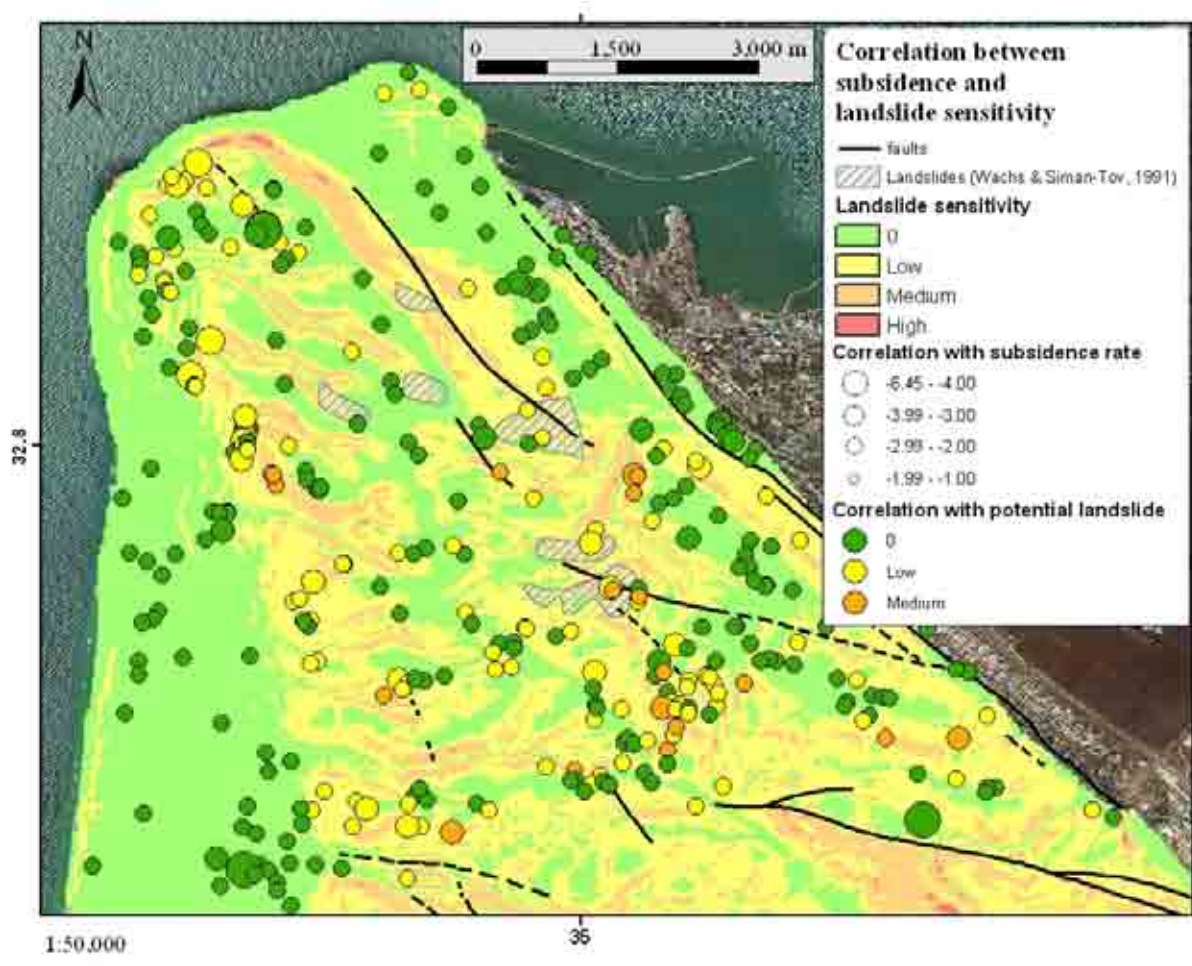 N
0 1,500 3,000 m
Correlation between
subsidence and
landslide sensitivity
faults
Landslides (Wachs & Siman-Tov, 1991)
Landslide sensitivity
0
Low
Medium
High
Correlation with subsidence rate
-6.45 - -4.00
-3.99 - -3.00
-2.99 - -2.00
-1.99 - -1.00
Correlation with potential landslide
0
Low
Medium
32.8
35
1:50,000